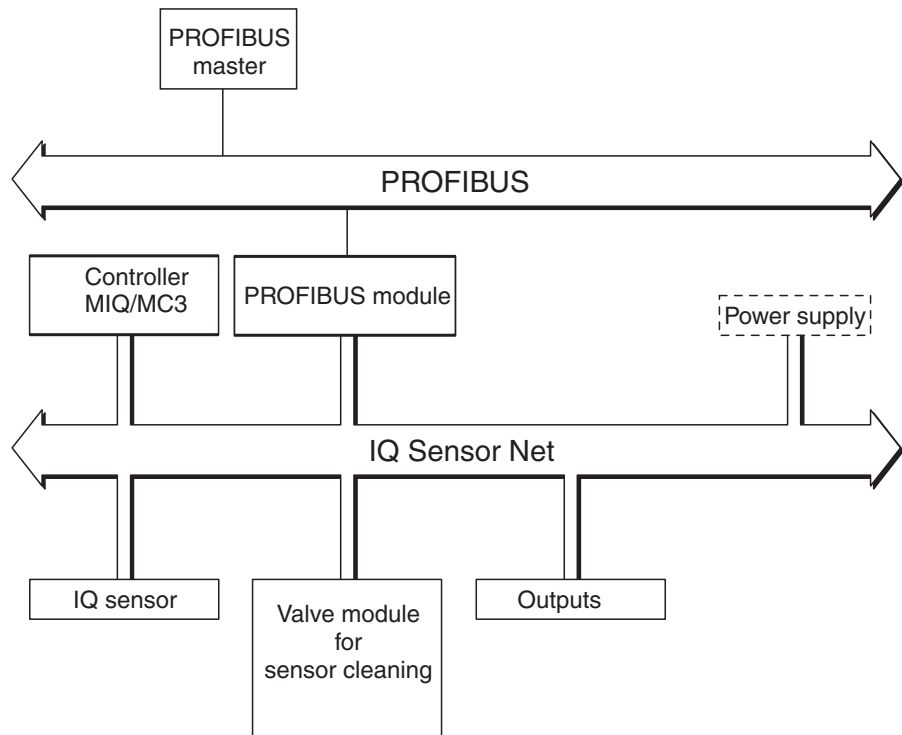 PROFIBUS
master
PROFIBUS
Controller
MIQ/MC3
PROFIBUS module
Power supply
IQ Sensor Net
IQ sensor
Valve module
for
sensor cleaning
Outputs